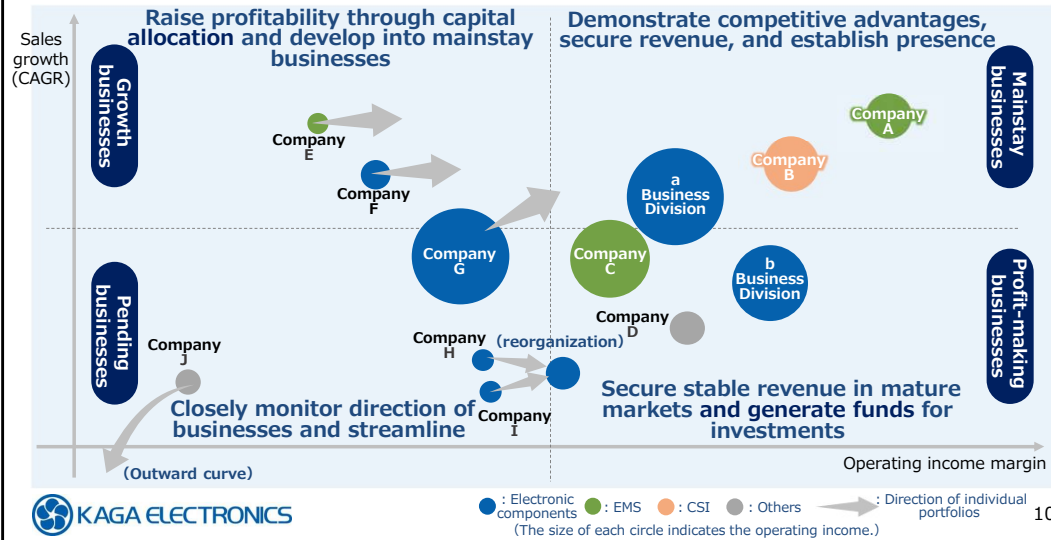 Sales
growth
(CAGR)
Raise profitability through capital
allocation and develop into mainstay
businesses
Demonstrate competitive advantages,
secure revenue, and establish presence
Growth
businesses
Mainstay
businesses
Company
E
Company
F
Company
G
Company
A
Company
B
a
Business
Division
Company
C
b
Business
Division
Company
D
Pending
businesses
Profit-making
businesses
Company
J
Company
H
(reorganization)
Company
I
Closely monitor direction of
businesses and streamline
Secure stable revenue in mature
markets and generate funds for
investments
(Outward curve)
Operating income margin
KAGA ELECTRONICS
: Electronic
components
: EMS
: CSI
: Others
: Direction of individual
portfolios
(The size of each circle indicates the operating income.)
10